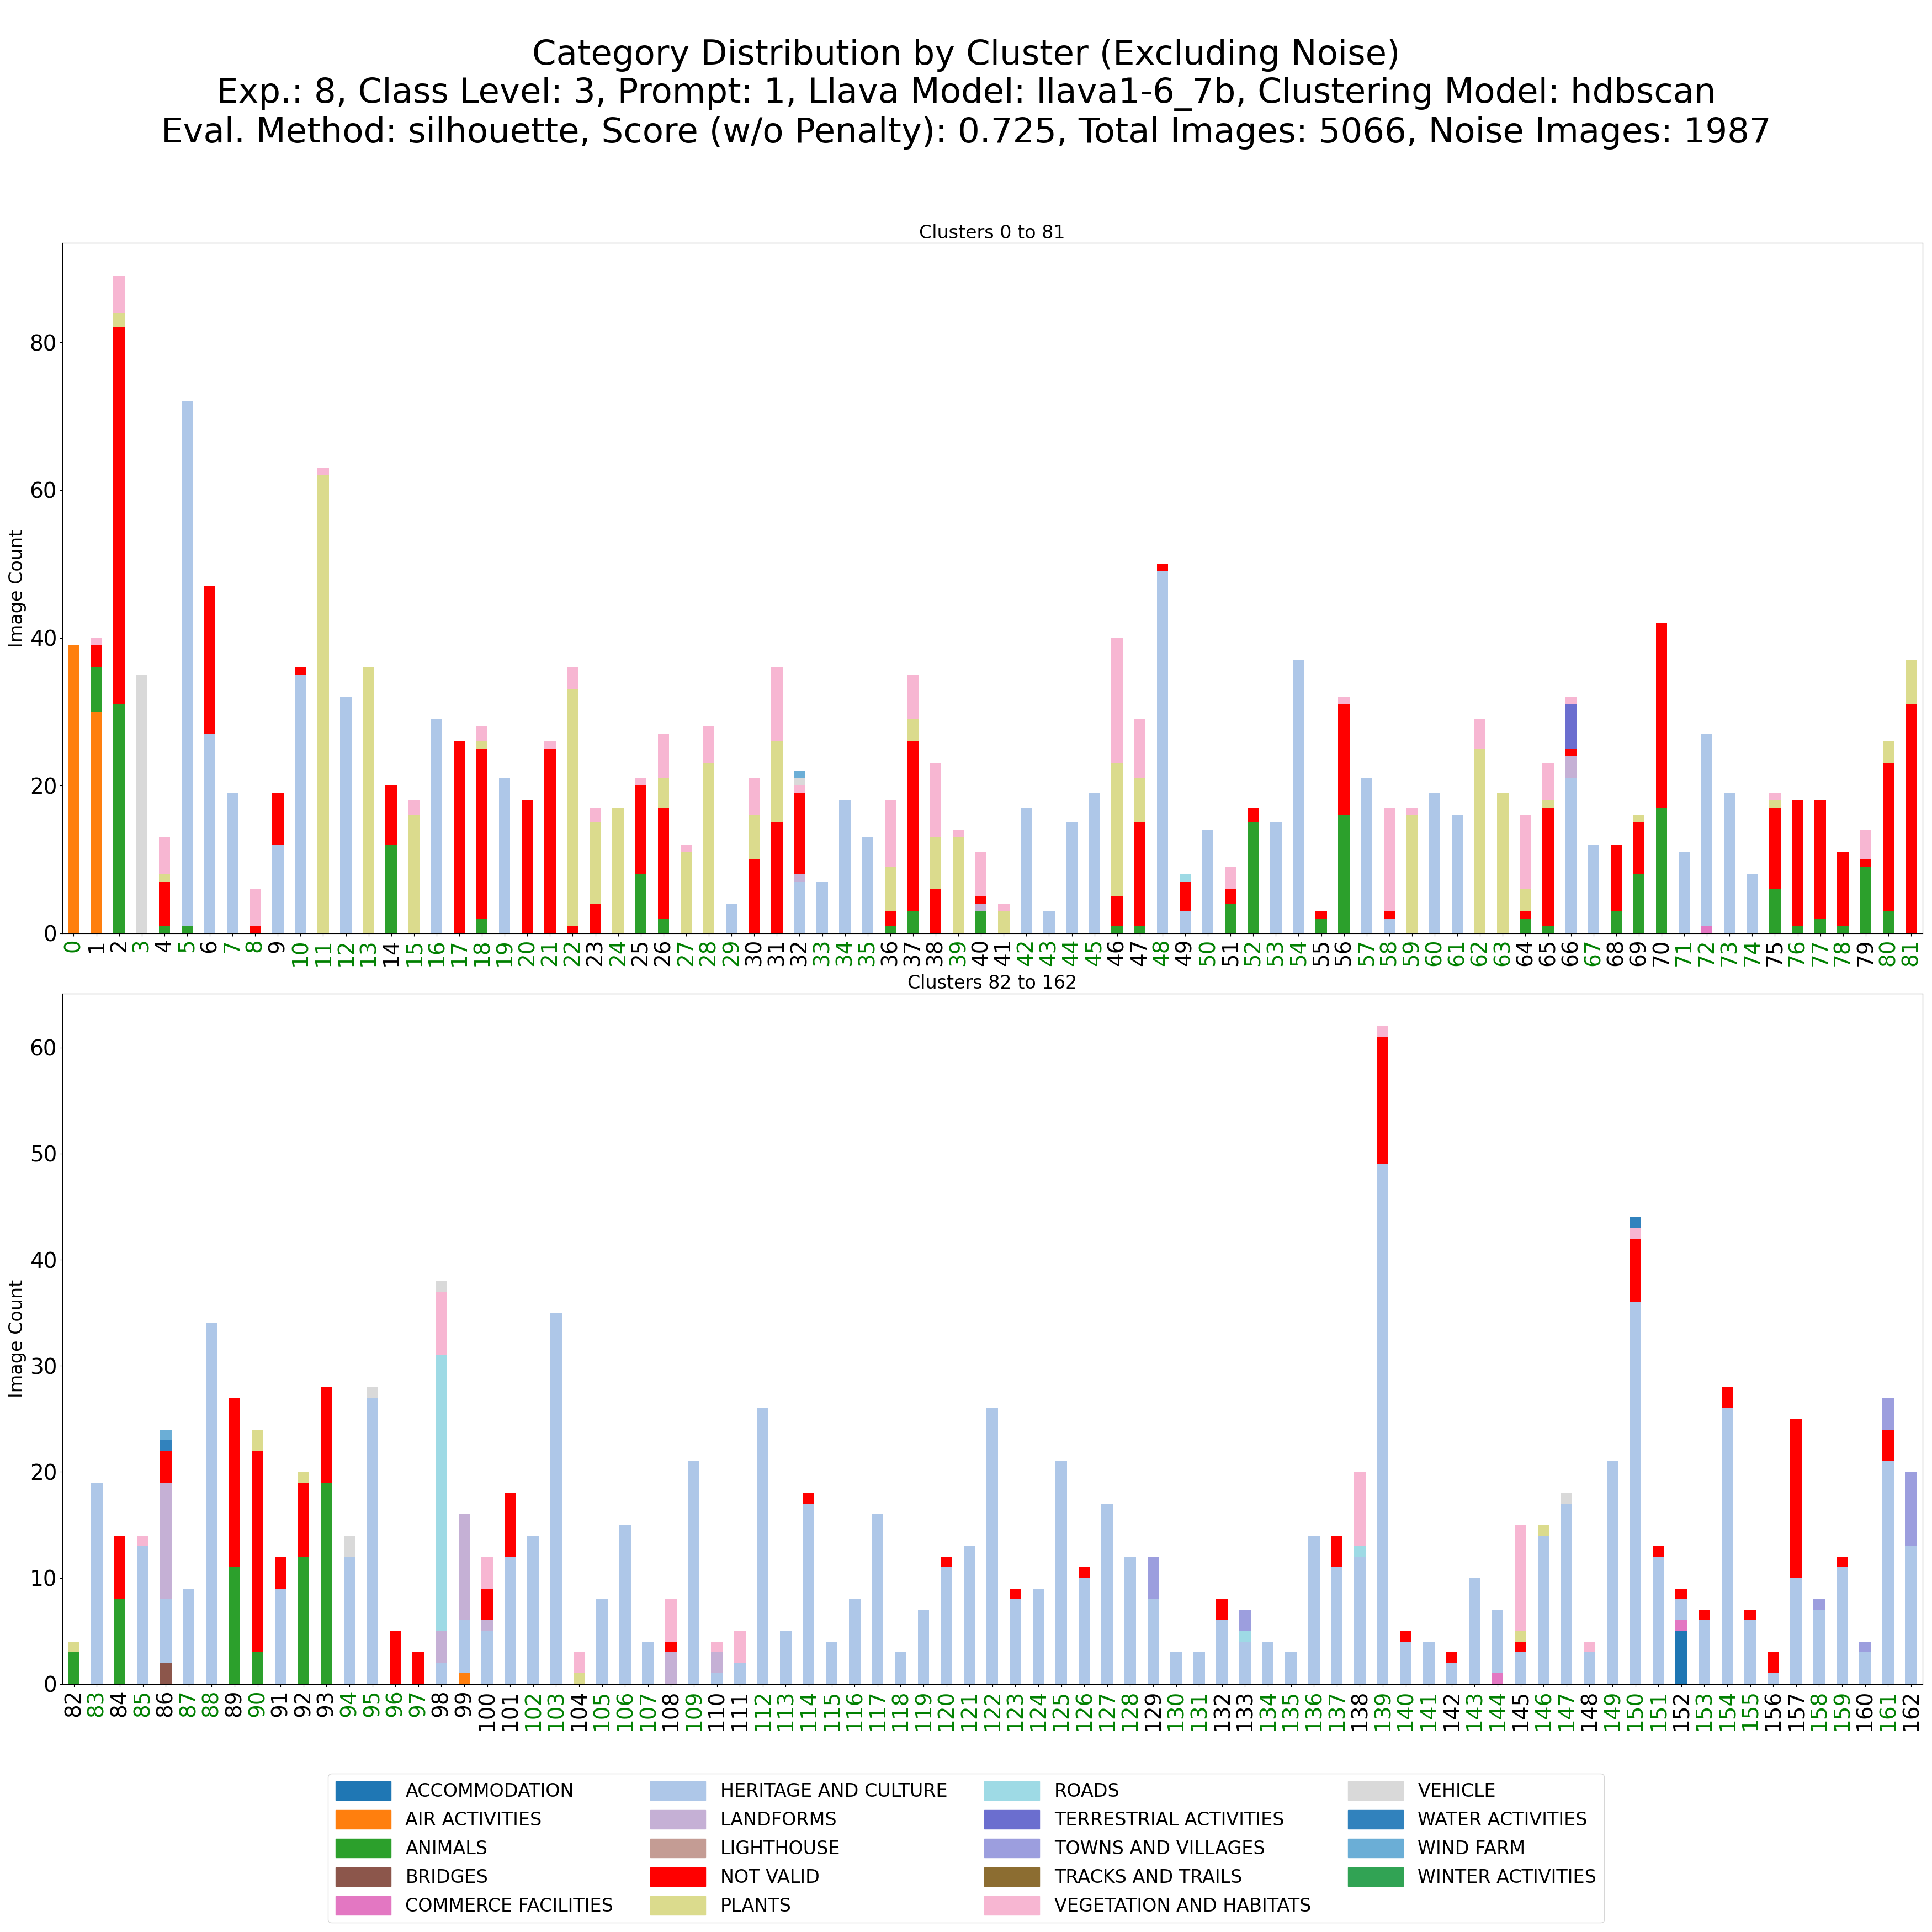 Category Distribution by Cluster (Excluding Noise)
Exp.: 8, Class Level: 3, Prompt: 1, Llava Model: llava1-6_7b, Clustering Model: hdbscan
Eval. Method: silhouette, Score (w/o Penalty): 0.725, Total Images: 5066, Noise Images: 1987
Clusters 0 to 81
Image Count
80
60
40
20
0
0 1 2 3 4 5 6 7 8 9 10 11 12 13 14 15 16 17 18 19 20 21 22 23 24 25 26 27 28 29 30 31 32 33 34 35 36 37 38 39 40 41 42 43 44 45 46 47 48 49 50 51 52 53 54 55 56 57 58 59 60 61 62 63 64 65 66 67 68 69 70 71 72 73 74 75 76 77 78 79 80 81
Clusters 82 to 162
Image Count
60
50
40
30
20
10
0
82 83 84 85 86 87 88 89 90 91 92 93 94 95 96 97 98 99 100 101 102 103 104 105 106 107 108 109 110 111 112 113 114 115 116 117 118 119 120 121 122 123 124 125 126 127 128 129 130 131 132 133 134 135 136 137 138 139 140 141 142 143 144 145 146 147 148 149 150 151 152 153 154 155 156 157 158 159 160 161 162
ACCOMMODATION
AIR ACTIVITIES
ANIMALS
BRIDGES
COMMERCE FACILITIES
HERITAGE AND CULTURE
LANDFORMS
LIGHTHOUSE
NOT VALID
PLANTS
ROADS
TERRESTRIAL ACTIVITIES
TOWNS AND VILLAGES
TRACKS AND TRAILS
VEGETATION AND HABITATS
VEHICLE
WATER ACTIVITIES
WIND FARM
WINTER ACTIVITIES